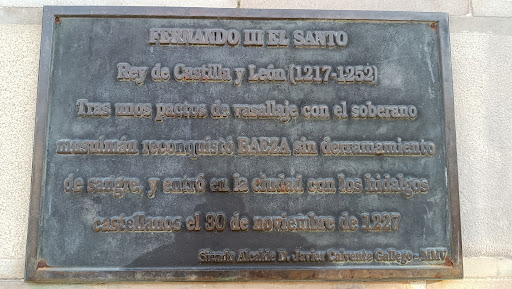 FERNANDO III EL SANTO
Rey de Castilla y León (1217-1252)
Tras unos pactos de vasallaje con el soberano
musulmán reconquisto BAEZA sin derramamiento
de sangre, y entró en la ciudad con los hidalgos
castellanos el 30 de noviembre de 1227
Siendo Alcalde D. Javier Calvente Gallego - MMV